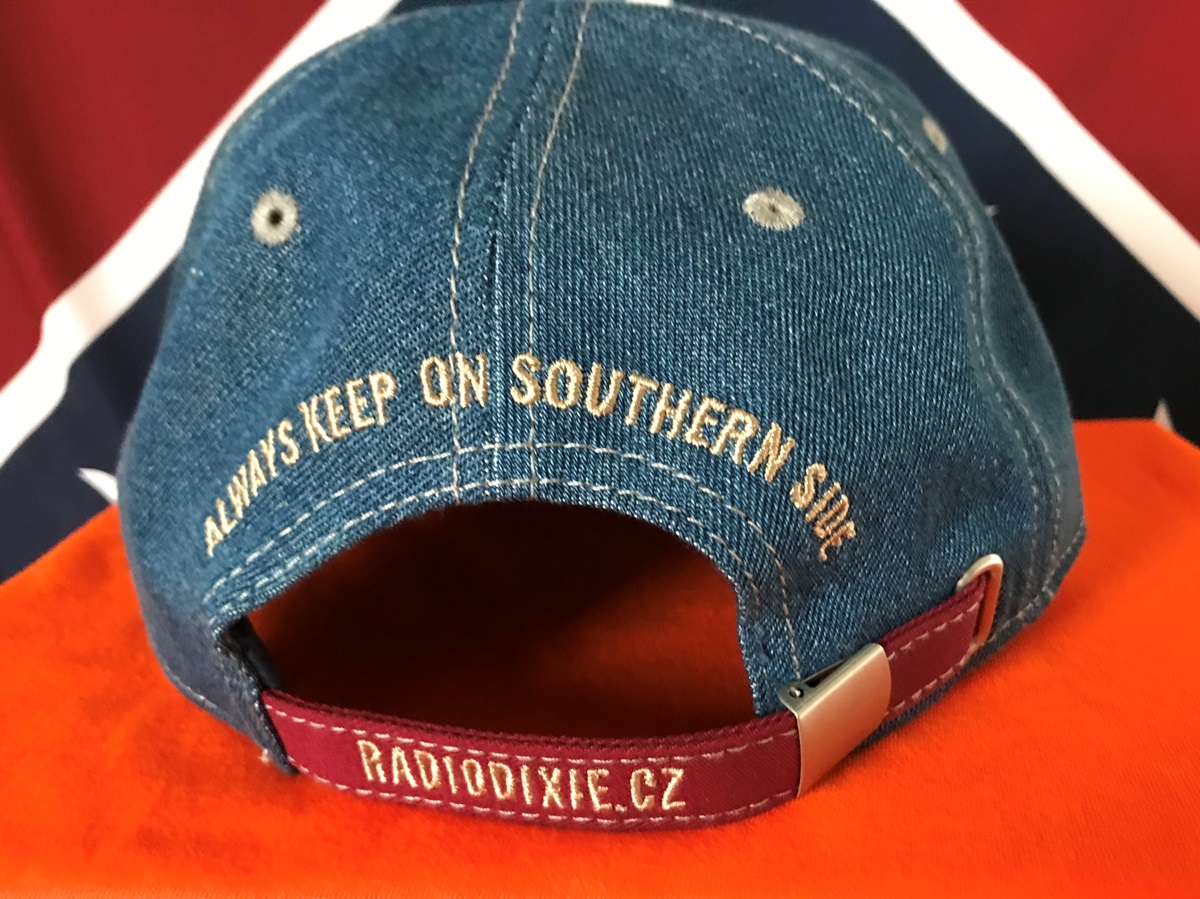 ALWAYS KEEP ON SOUTHERN SIDE
RADIODIXIE.CZ